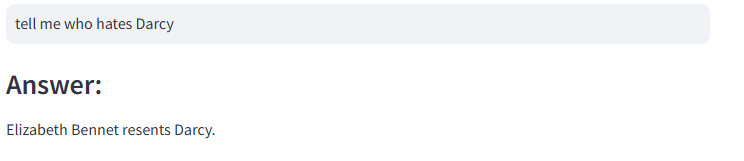 tell me who hates Darcy
Answer:
Elizabeth Bennet resents Darcy.